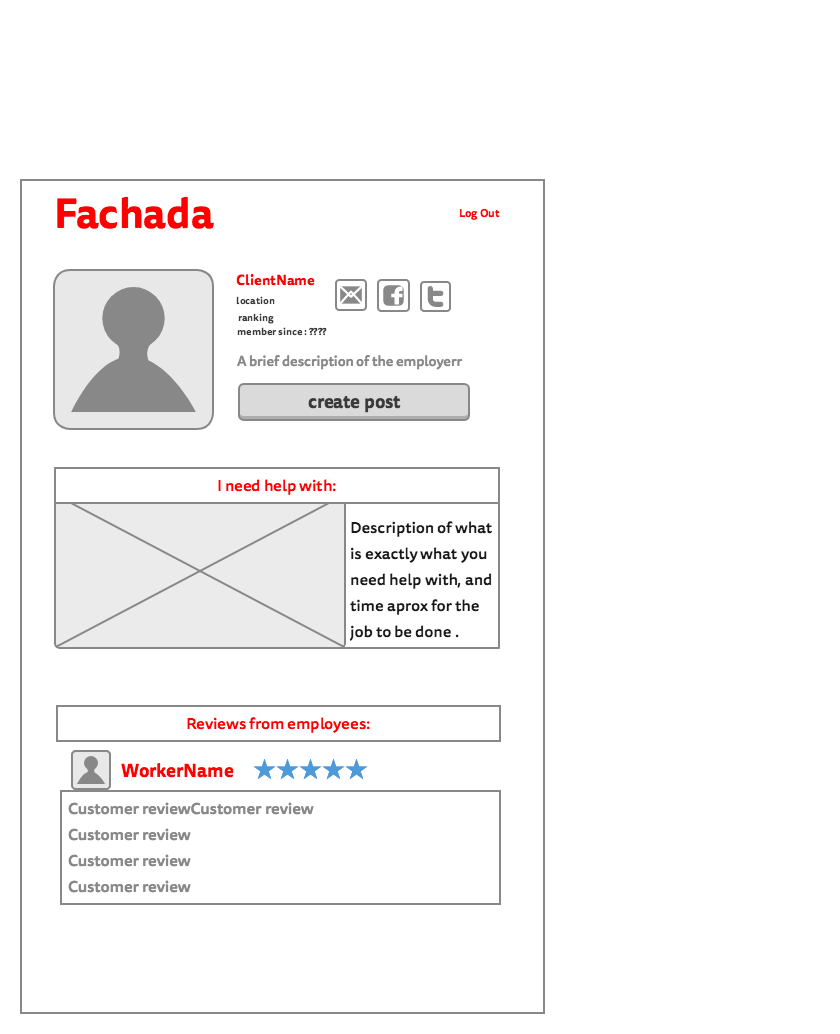 Fachada
Log Out
ClientName
location
ranking
member since : ????
A brief description of the employerr
create post
I need help with:
Description of what
is exactly what you
need help with, and
time aprox for the
job to be done .
Reviews from employees:
WorkerName
Customer reviewCustomer review
Customer review
Customer review
Customer review